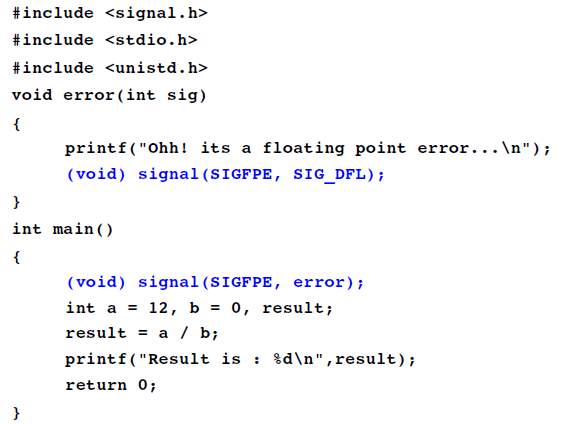 #include <signal.h>
#include <stdio.h>
#include <unistd.h>
void error(int sig)
{
printf("Ohh! its a floating point error...\n");
(void) signal(SIGFPE, SIG_DFL);
}
int main()
{
(void) signal(SIGFPE, error);
int a = 12, b = 0, result;
result = a / b;
printf("Result is : %d\n",result);
return 0;
}